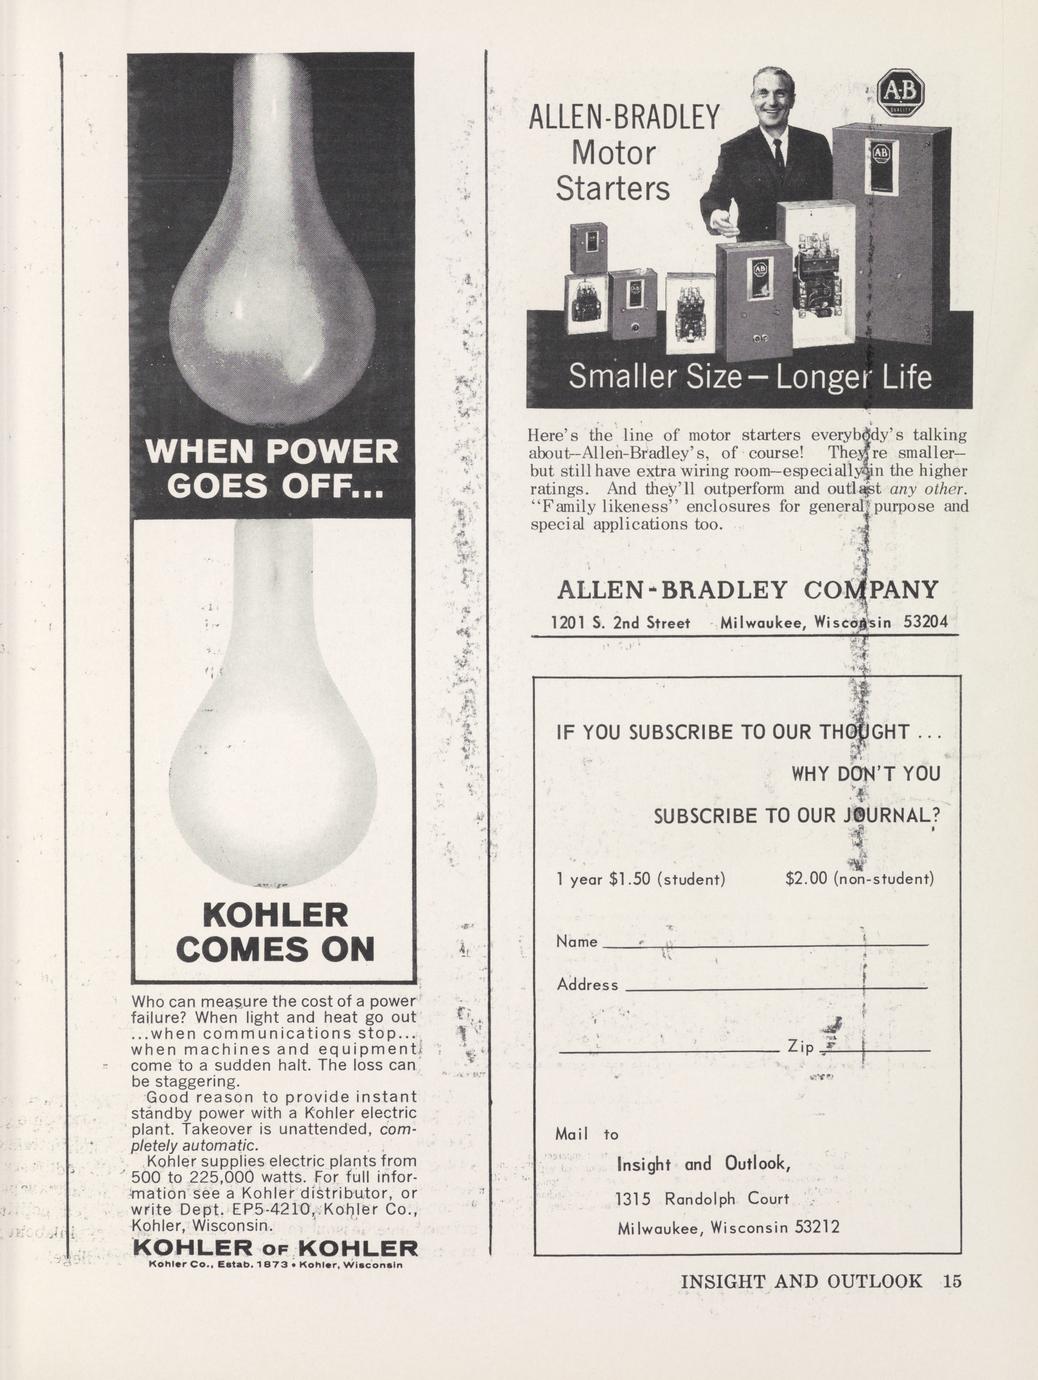 WHEN POWER
GOES OFF...
KOHLER
COMES ON
Who can measure the cost of a power
failure? When light and heat go out
...when communications stop...
when machines and equipment
come to a sudden halt. The loss can
be staggering.
Good reason to provide instant
standby power with a Kohler electric
plant. Takeover is unattended, com-
pletely automatic.
Kohler supplies electric plants from
500 to 225,000 watts. For full infor-
mation see a Kohler distributor, or
write Dept. EP5-4210, Kohler Co.,
Kohler, Wisconsin.
KOHLER OF KOHLER
Kohler Co., Estab. 1873 • Kohler, Wisconsin
ALLEN-BRADLEY
Motor
Starters
A-B
QUALITY
AB
AB
Smaller Size—Longer Life
Here's the line of motor starters everybody's talking
about—Allen-Bradley's, of course! They're smaller—
but still have extra wiring room—especially in the higher
ratings. And they'll outperform and outlast any other.
"Family likeness" enclosures for general purpose and
special applications too.
ALLEN-BRADLEY COMPANY
1201 S. 2nd Street Milwaukee, Wisconsin 53204
IF YOU SUBSCRIBE TO OUR THOUGHT ...
WHY DON'T YOU
SUBSCRIBE TO OUR JOURNAL?
1 year $1.50 (student) $2.00 (non-student)
Name
Address
Zip
Mail to
Insight and Outlook,
1315 Randolph Court
Milwaukee, Wisconsin 53212
INSIGHT AND OUTLOOK 15